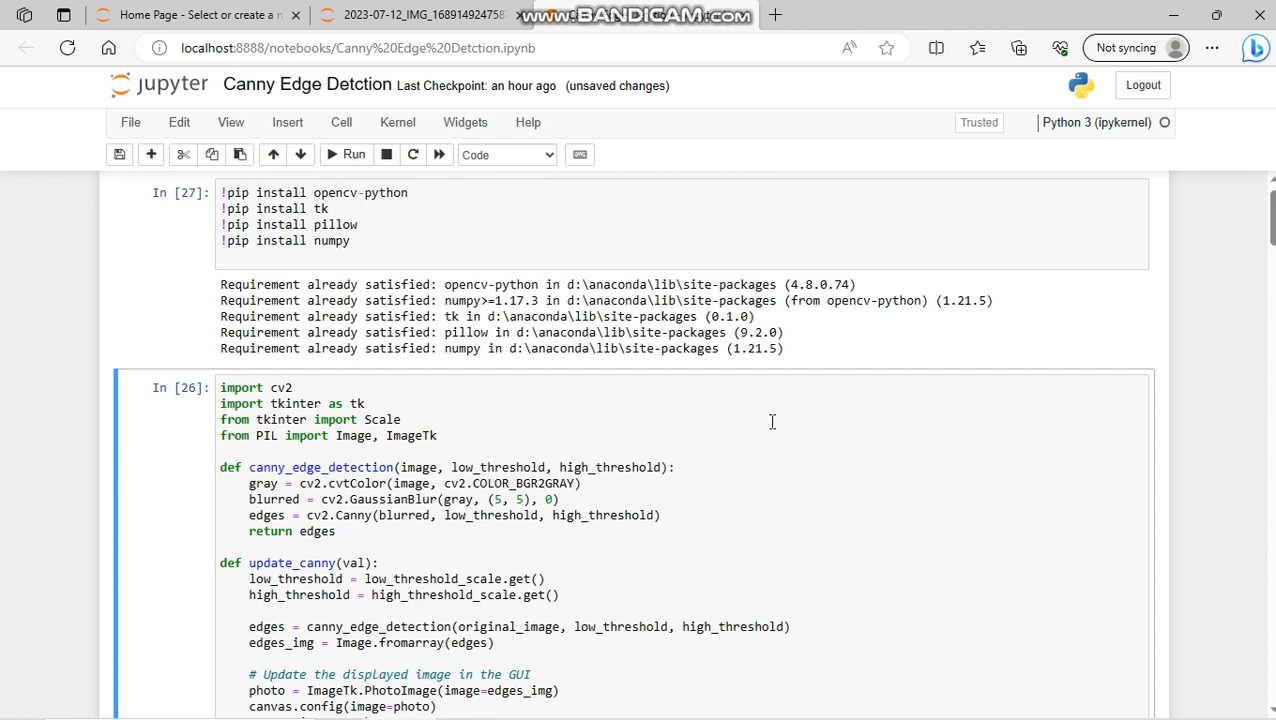 Home Page - Select or create a n
2023-07-12_IMG_1689149247587
www.BANDICAM.com
localhost:8888/notebooks/Canny%20Edge%20Detction.ipynb
Not syncing
jupyter
Canny Edge Detction Last Checkpoint: an hour ago (unsaved changes)
Logout
File Edit View Insert Cell Kernel Widgets Help
Trusted
Python 3 (ipykernel)
Run
Code
In [27]:
!pip install opencv-python
!pip install tk
!pip install pillow
!pip install numpy
Requirement already satisfied: opencv-python in d:\anaconda\lib\site-packages (4.8.0.74)
Requirement already satisfied: numpy>=1.17.3 in d:\anaconda\lib\site-packages (from opencv-python) (1.21.5)
Requirement already satisfied: tk in d:\anaconda\lib\site-packages (0.1.0)
Requirement already satisfied: pillow in d:\anaconda\lib\site-packages (9.2.0)
Requirement already satisfied: numpy in d:\anaconda\lib\site-packages (1.21.5)
In [26]:
import cv2
import tkinter as tk
from tkinter import Scale
from PIL import Image, ImageTk
def canny_edge_detection(image, low_threshold, high_threshold):
gray = cv2.cvtColor(image, cv2.COLOR_BGR2GRAY)
blurred = cv2.GaussianBlur(gray, (5, 5), 0)
edges = cv2.Canny(blurred, low_threshold, high_threshold)
return edges
def update_canny(val):
low_threshold = low_threshold_scale.get()
high_threshold = high_threshold_scale.get()
edges = canny_edge_detection(original_image, low_threshold, high_threshold)
edges_img = Image.fromarray(edges)
# Update the displayed image in the GUI
photo = ImageTk.PhotoImage(image=edges_img)
canvas.config(image=photo)